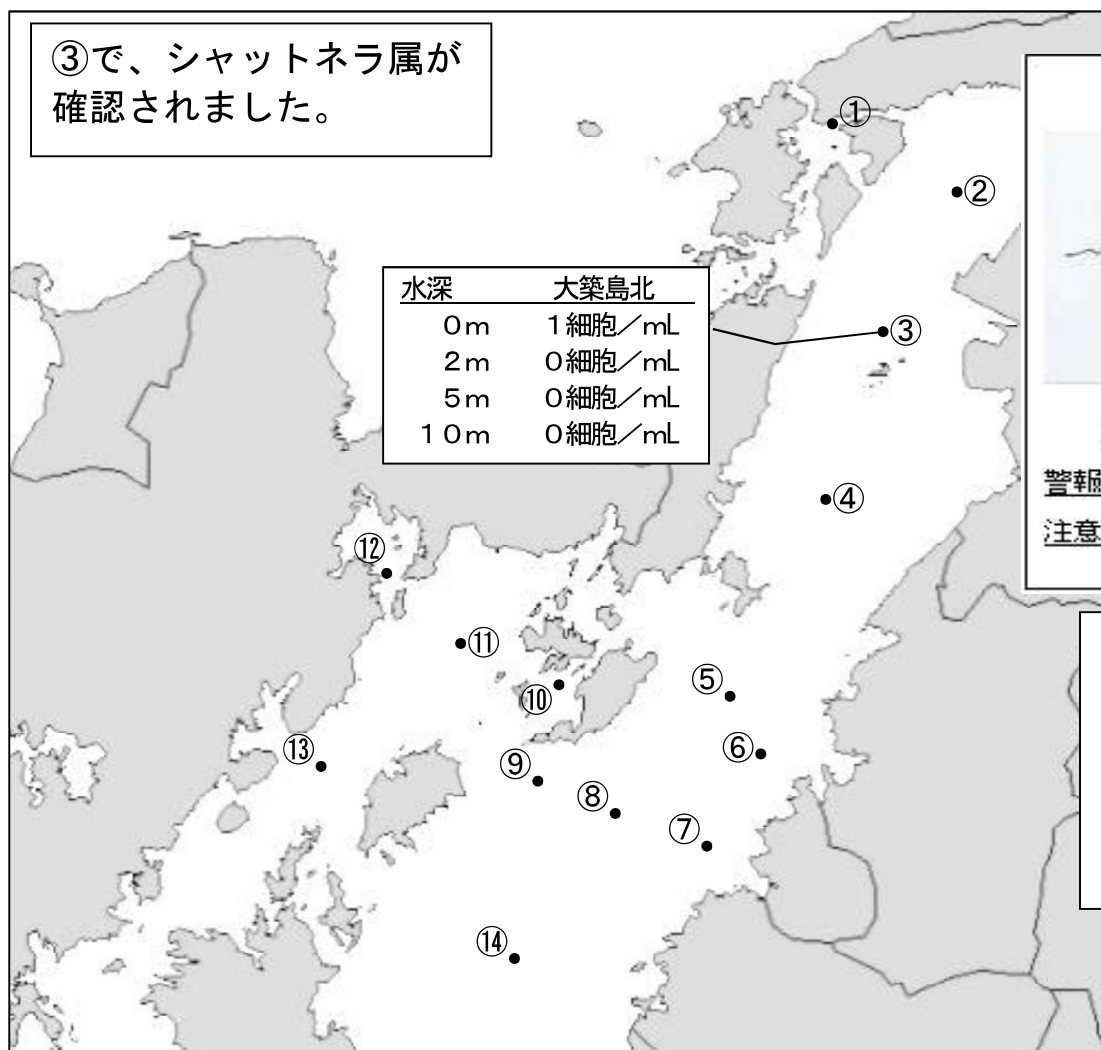 ③で、シャットネラ属が
確認されました。
①
②
水深 大築島北
0m 1細胞/mL
2m 0細胞/mL
5m 0細胞/mL
10m 0細胞/mL
③
④
警報
注意
⑫
⑪
⑩
⑤
⑥
⑬
⑨
⑧
⑦
⑭